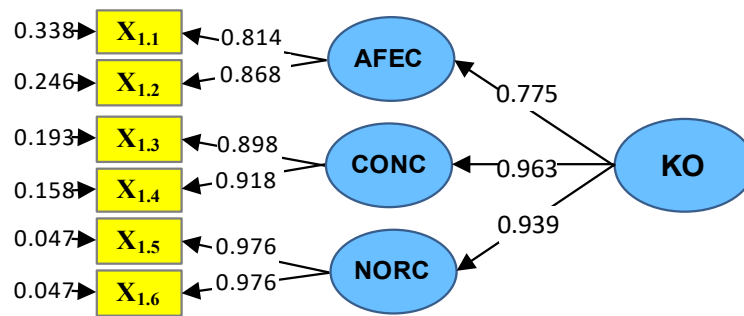 0.338 X1.1 0.814
0.246 X1.2 0.868 AFEC 0.775
0.193 X1.3 0.898
0.158 X1.4 0.918 CONC 0.963 KO
0.047 X1.5 0.976 0.939
0.047 X1.6 0.976 NORC